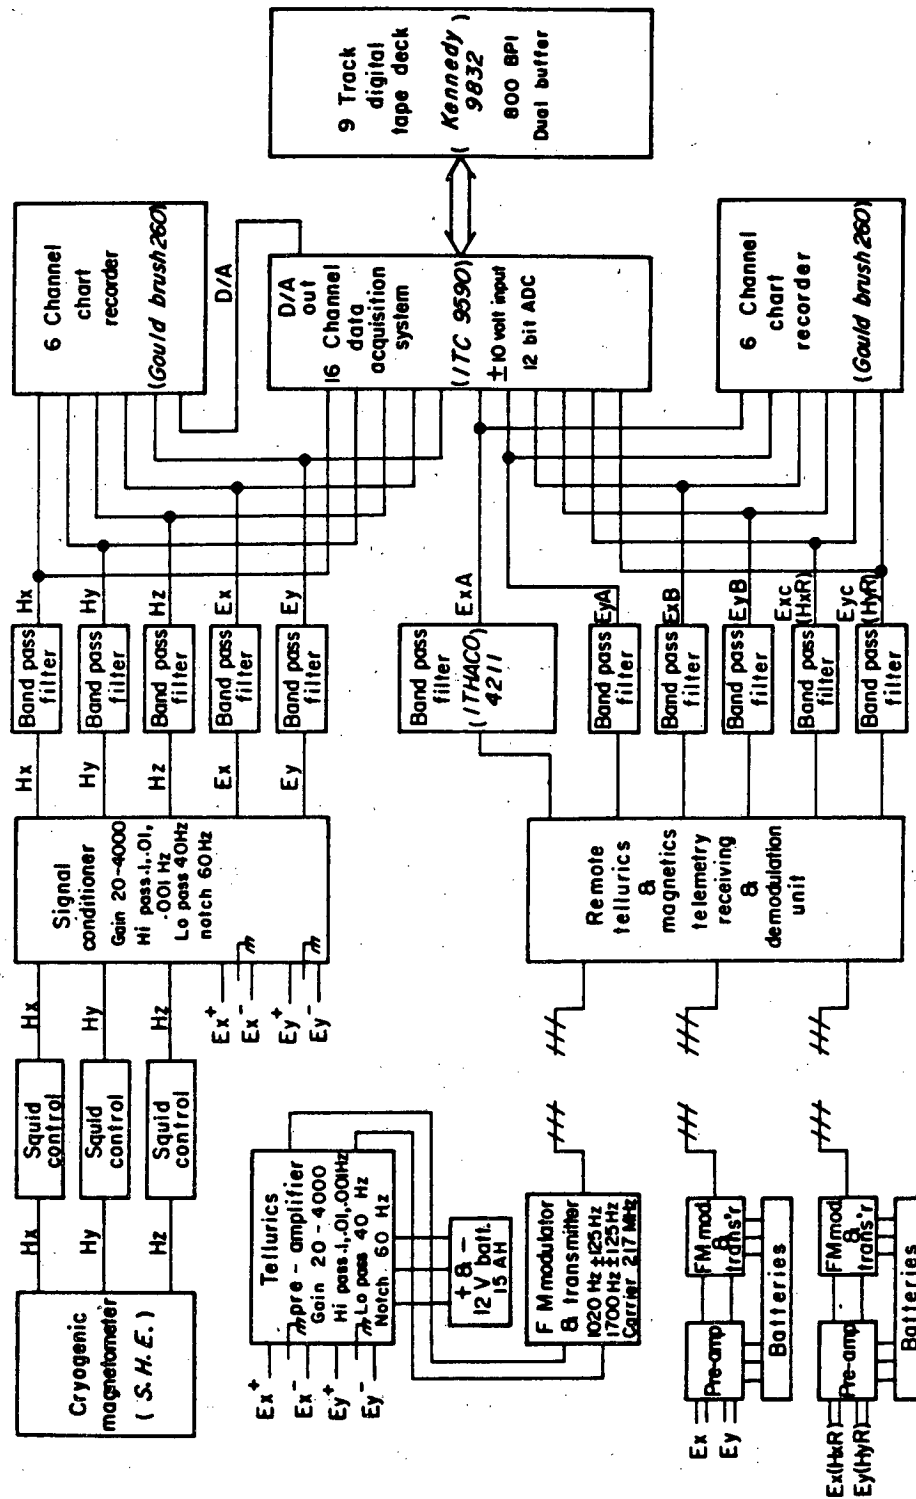 Cryogenic
magnetometer
( S. H. E. )
Hx
Hy
Hz
Squid
control
Squid
control
Squid
control
Hx
Hy
Hz
Ex+
Ex-
Ey+
Ey-
Signal
conditioner
Gain 20-4000
Hi pass .1,.01,
.001 Hz
Lo pass 40Hz
notch 60Hz
Hx
Hy
Hz
Ex
Ey
Band pass
filter
Band pass
filter
Band pass
filter
Band pass
filter
Band pass
filter
Hx
Hy
Hz
Ex
Ey
6 Channel
chart
recorder
(Gould brush 260)
D/A
D/A
out
16 Channel
data
acquisition
system
(ITC 9590)
±10 volt input
12 bit ADC
9 Track
digital
tape deck
(Kennedy)
9832
800 BPI
Dual buffer
Ex+
Ex-
Ey+
Ey-
Tellurics
pre-amplifier
Gain 20-4000
Hi pass .1,.01,.001Hz
Lo pass 40 Hz
Notch 60 Hz
+ & -
12 V batt.
15 AH
F M modulator
& transmitter
1020 Hz ±125 Hz
1700 Hz ±125 Hz
Carrier 217 MHz
Remote
tellurics
&
magnetics
telemetry
receiving
&
demodulation
unit
Band pass
filter
(ITHACO)
4211
Band pass
filter
Band pass
filter
Band pass
filter
Band pass
filter
Band pass
filter
ExA
EyA
ExB
EyB
Exc
(HxR)
Eyc
(HyR)
6 Channel
chart
recorder
(Gould brush 260)
Ex
Ey
Pre-amp
FM mod.
&
trans'r
Batteries
Ex(HxR)
Ey(HyR)
Pre-amp
FM mod
&
trans'r
Batteries